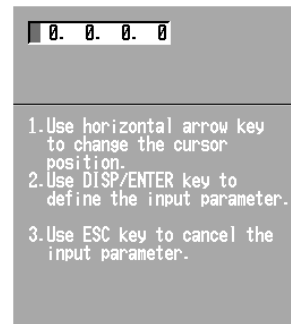 0. 0. 0. 0
1.Use horizontal arrow key
to change the cursor
position.
2.Use DISP/ENTER key to
define the input parameter.
3.Use ESC key to cancel the
input parameter.